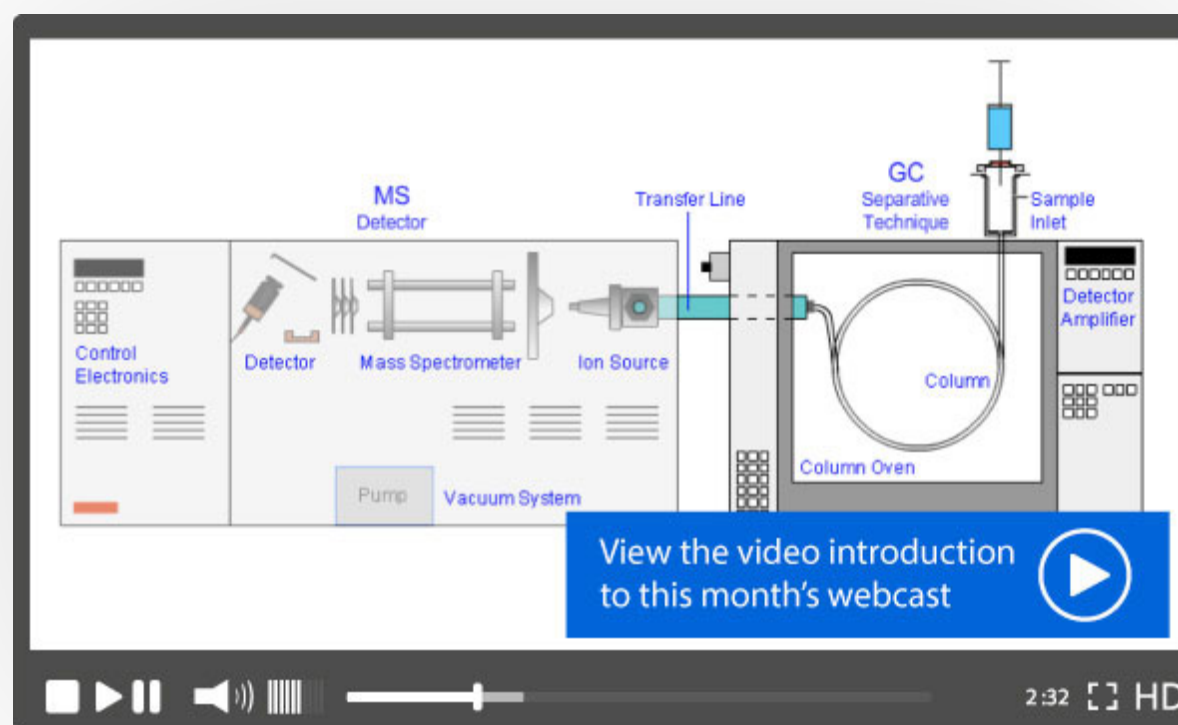 MS
Detector
Transfer Line
GC
Separative
Technique
Sample
Inlet
Control
Electronics
Detector
Mass Spectrometer
Ion Source
Column
Detector
Amplifier
Column Oven
Pump
Vacuum System
View the video introduction
to this month's webcast
2:32
HD